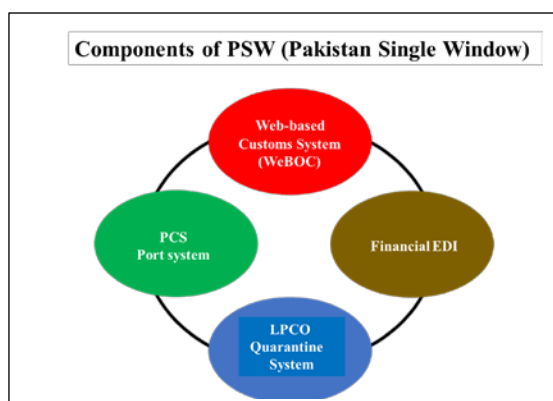 Components of PSW (Pakistan Single Window)
Web-based
Customs System
(WeBOC)
PCS
Port system
Financial EDI
LPCO
Quarantine
System